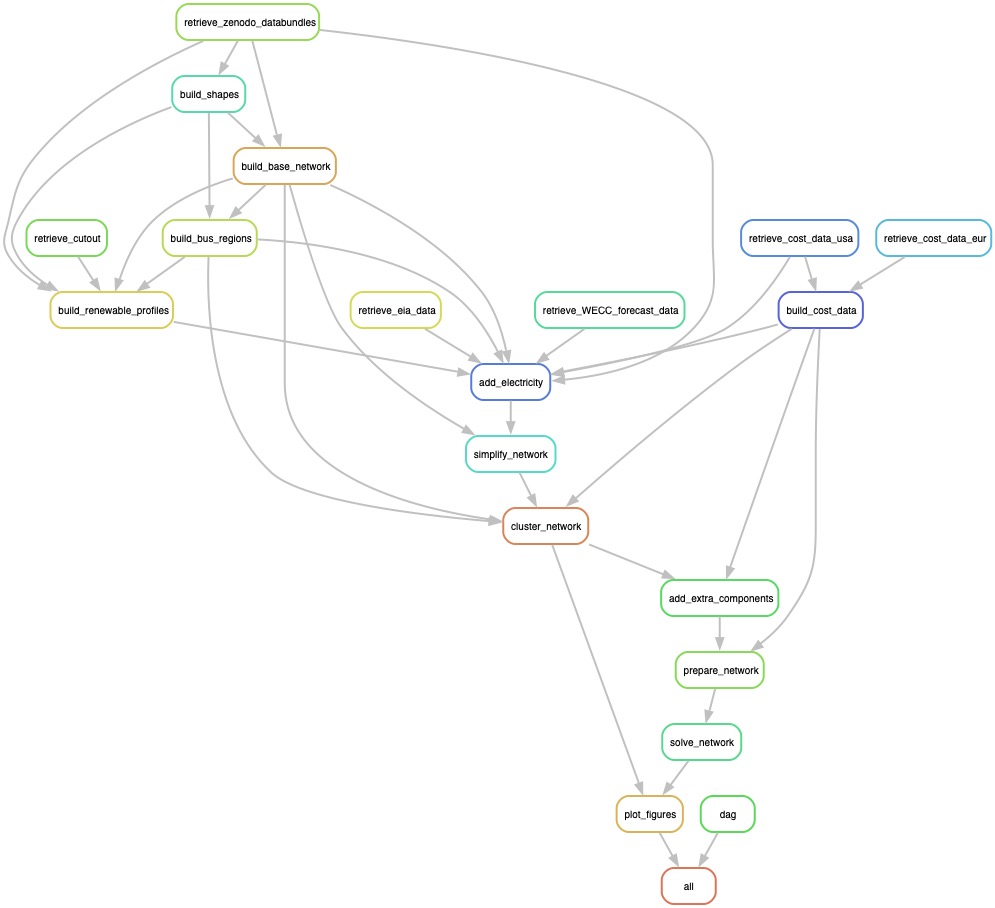 retrieve_zenodo_databundles
build_shapes
build_base_network
retrieve_cutout
build_bus_regions
retrieve_cost_data_usa
retrieve_cost_data_eur
build_renewable_profiles
retrieve_eia_data
retrieve_WECC_forecast_data
build_cost_data
add_electricity
simplify_network
cluster_network
add_extra_components
prepare_network
solve_network
plot_figures
dag
all